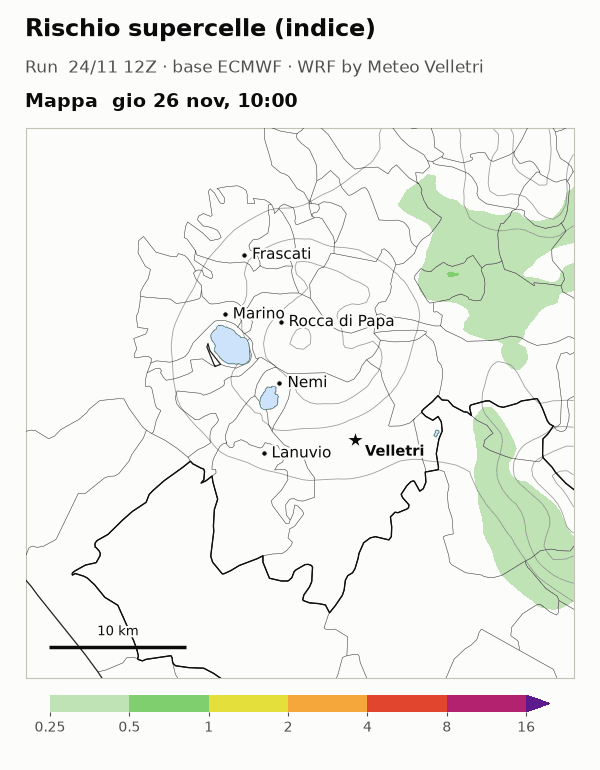 Rischio supercelle (indice)
Run  24/11 12Z · base ECMWF · WRF by Meteo Velletri
Mappa  gio 26 nov, 10:00
Frascati
Marino
Rocca di Papa
Nemi
Velletri
Lanuvio
10 km
0.25 0.5 1 2 4 8 16